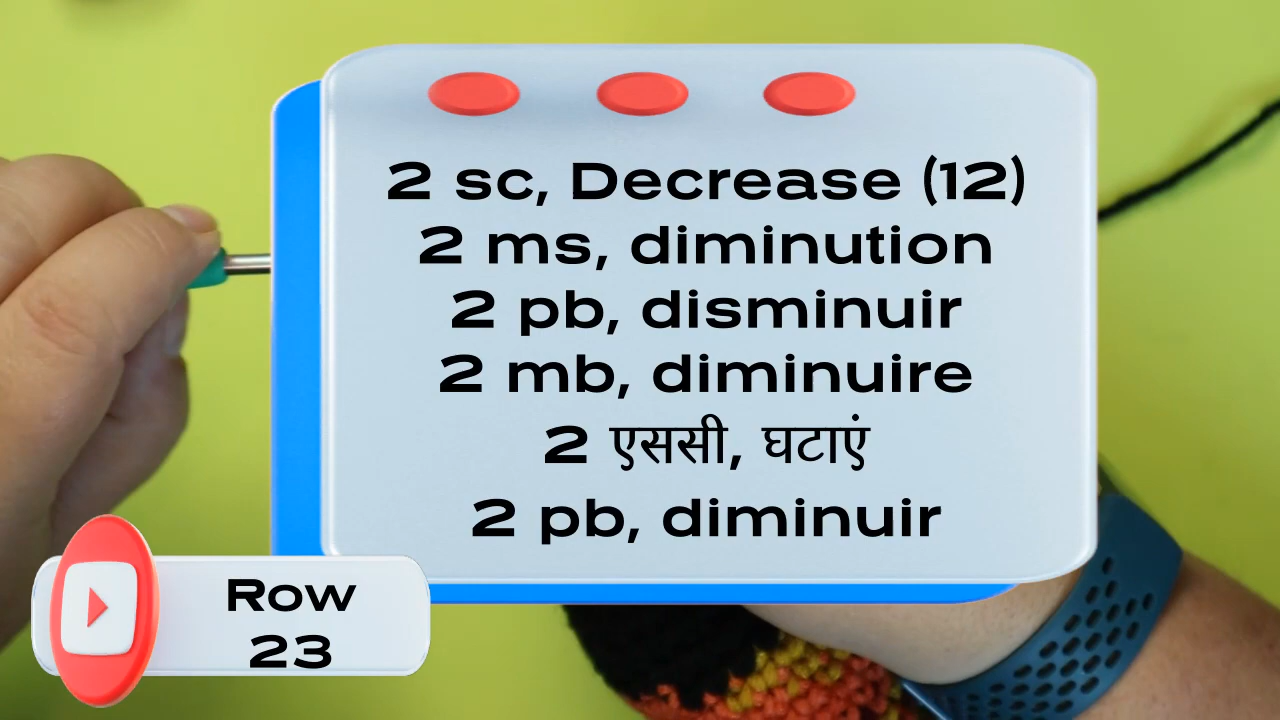 2 sc, Decrease (12)
2 ms, diminution
2 pb, disminuir
2 mb, diminuire
2 एससी, घटाएं
2 pb, diminuir
Row
23